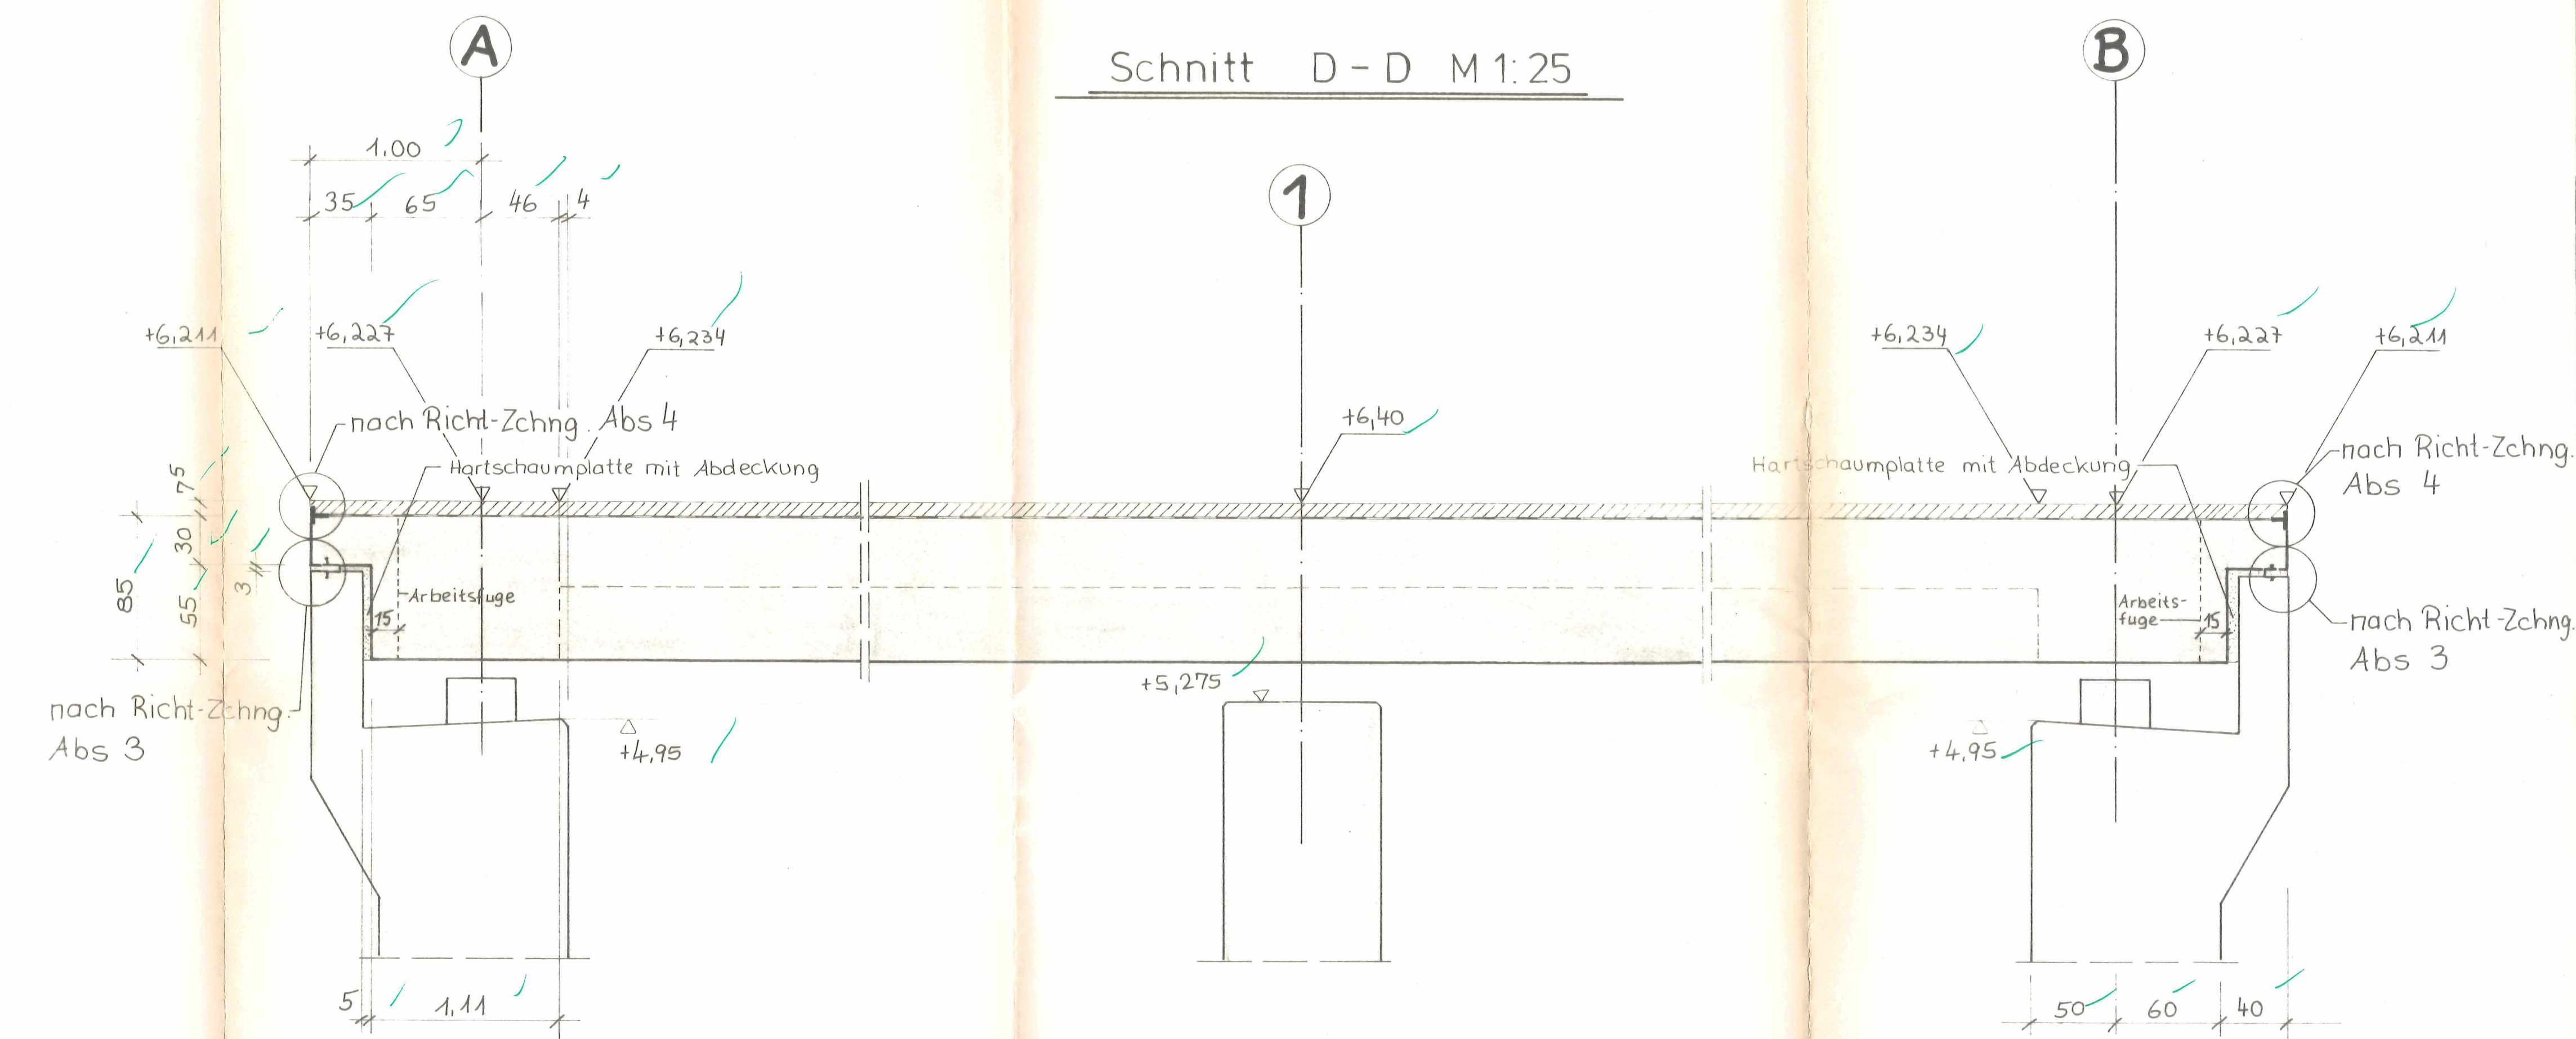 A
Schnitt D - D M 1:25
B
1.00
35 65 46 4
1
+6,211
+6,227
+6,234
+6,234
+6,227
+6,211
+6,40
nach Richt-Zchng. Abs 4
Hartschaumplatte mit Abdeckung
Hartschaumplatte mit Abdeckung
nach Richt-Zchng.
Abs 4
75
30
85
55
3
15
Arbeitsfuge
Arbeits-
fuge
15
nach Richt-Zchng.
Abs 3
+5,275
nach Richt-Zchng.
Abs 3
+4,95
+4,95
5 1,11
50 60 40